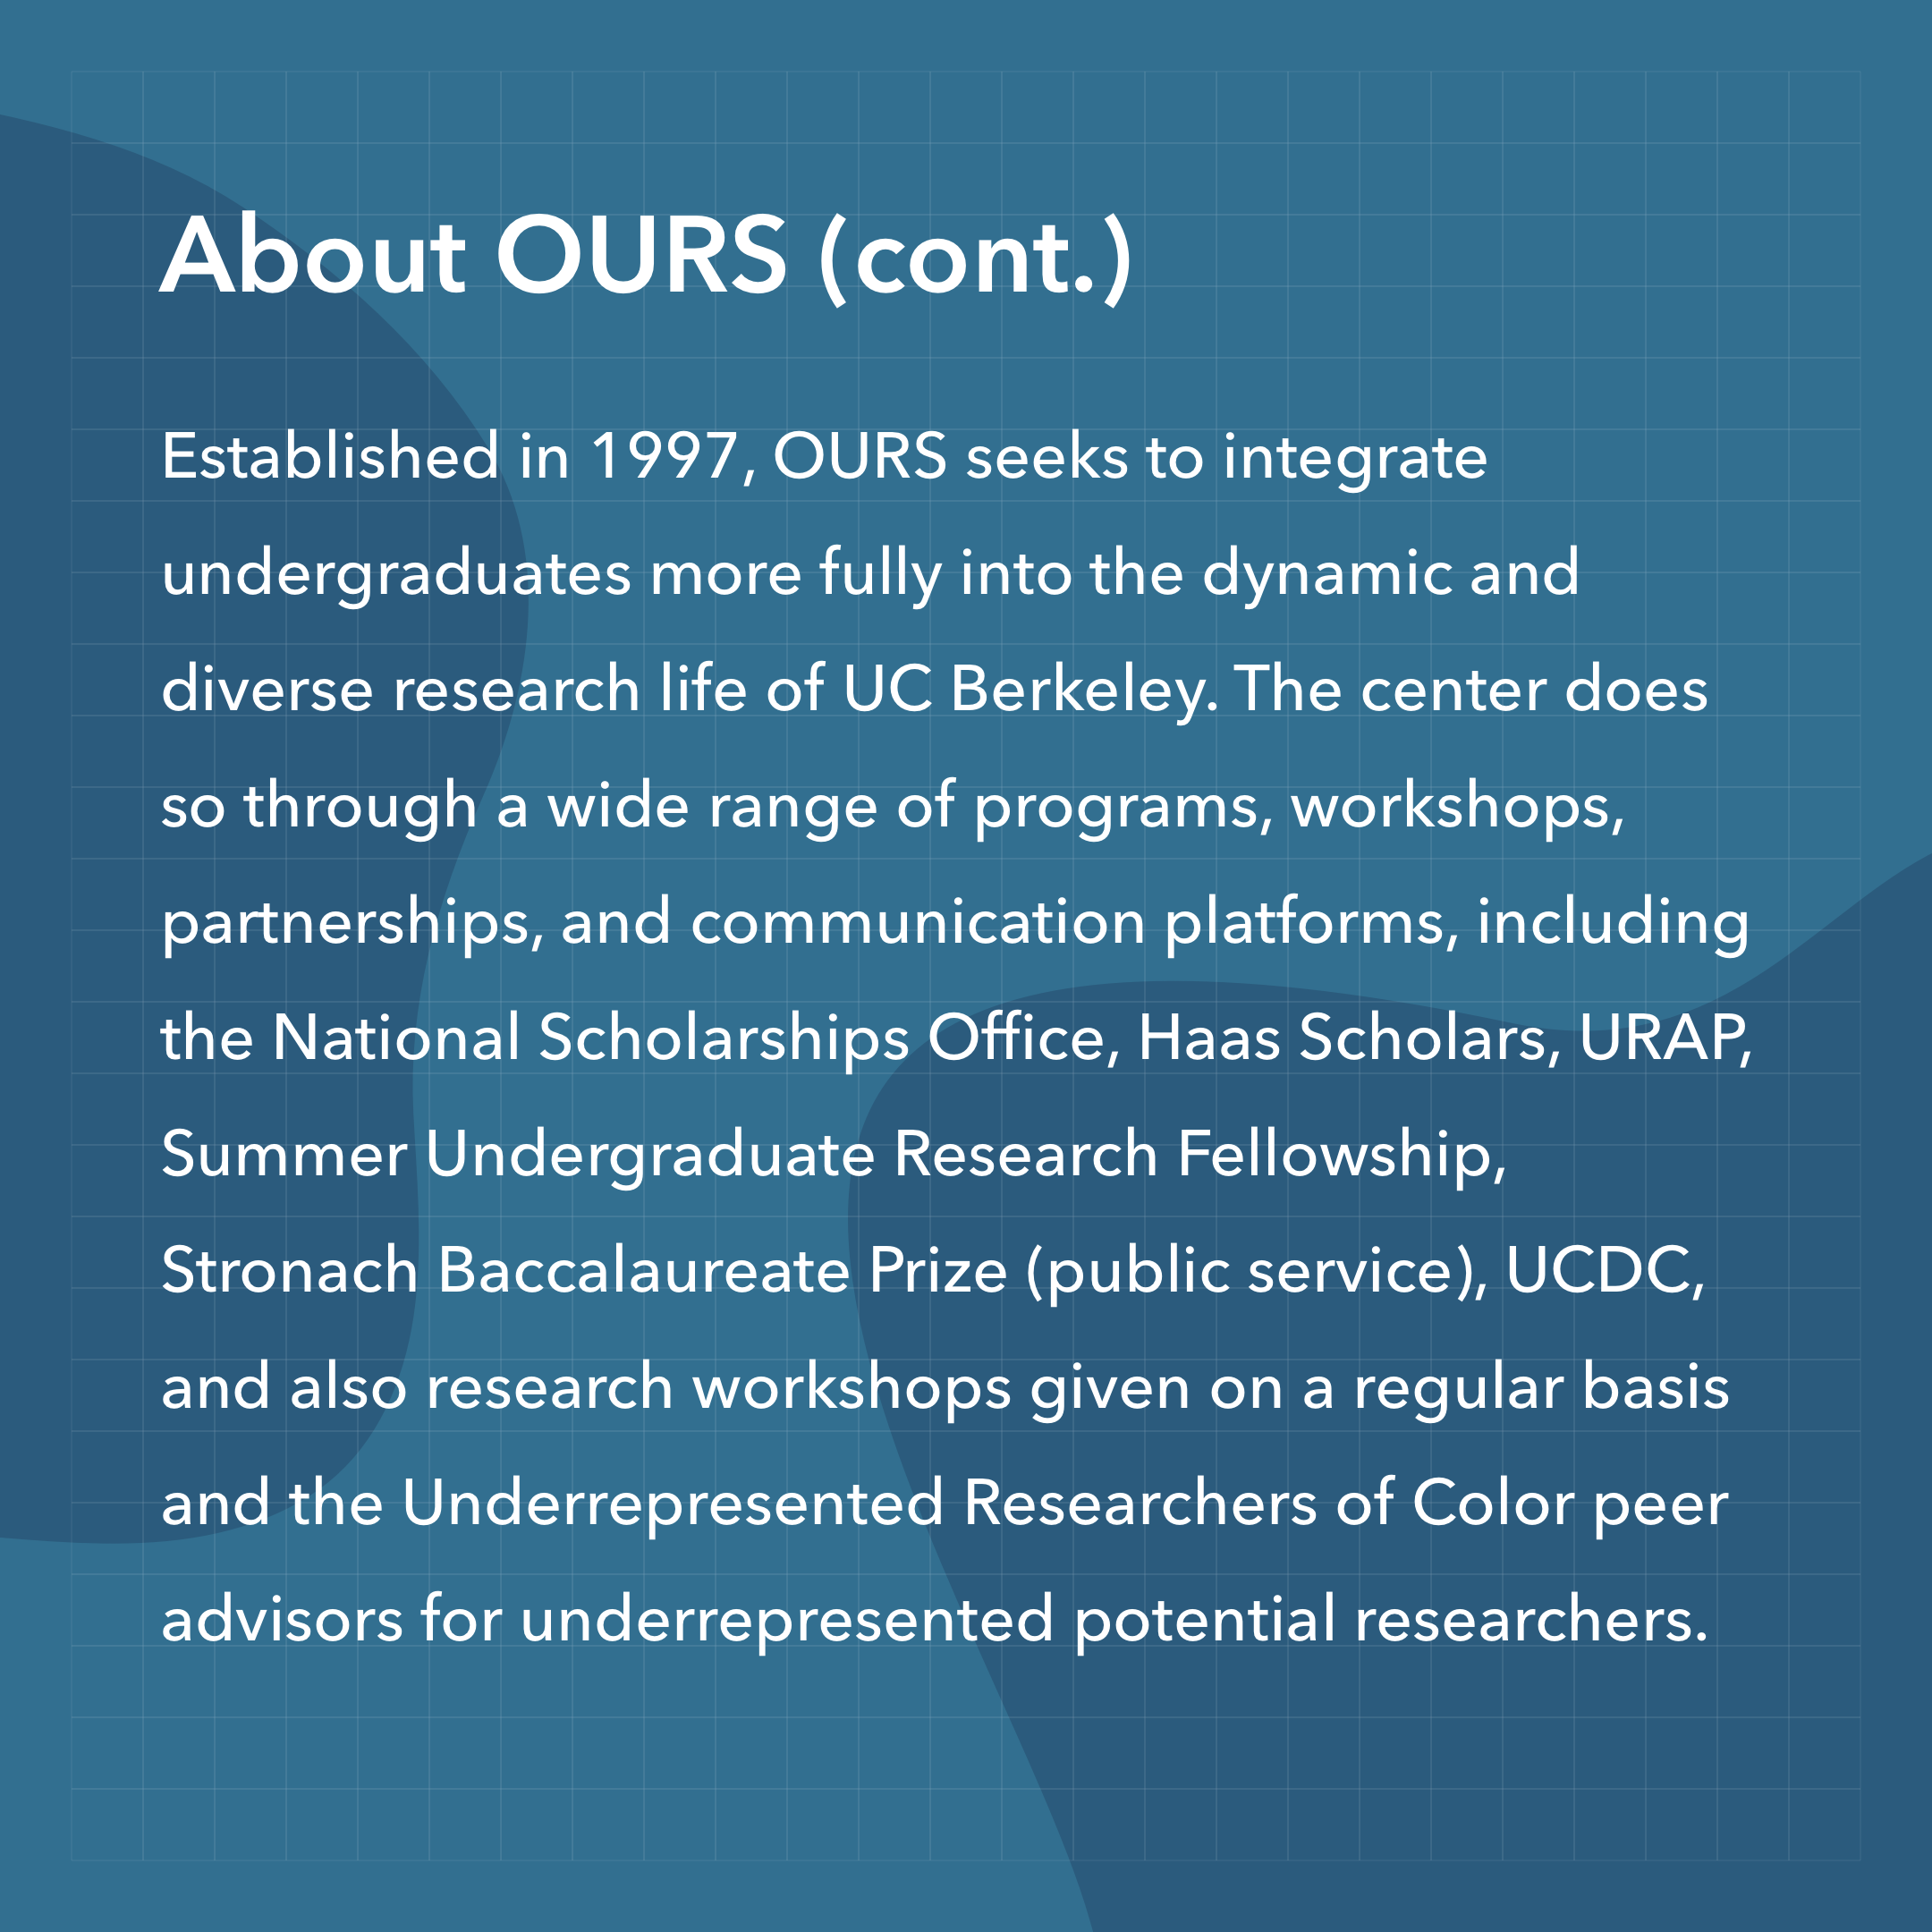 About OURS (cont.)
Established in 1997, OURS seeks to integrate
undergraduates more fully into the dynamic and
diverse research life of UC Berkeley. The center does
so through a wide range of programs, workshops,
partnerships, and communication platforms, including
the National Scholarships Office, Haas Scholars, URAP,
Summer Undergraduate Research Fellowship,
Stronach Baccalaureate Prize (public service), UCDC,
and also research workshops given on a regular basis
and the Underrepresented Researchers of Color peer
advisors for underrepresented potential researchers.